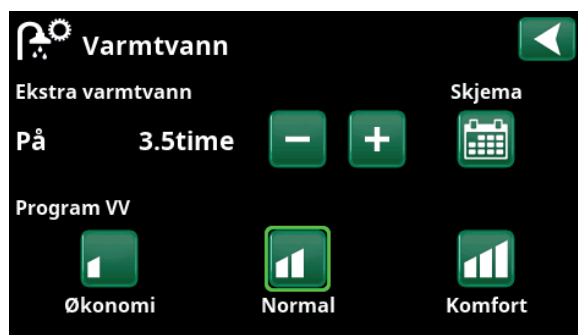 Varmtvann
Ekstra varmtvann Skjema
På 3.5time
Program VV
Økonomi Normal Komfort